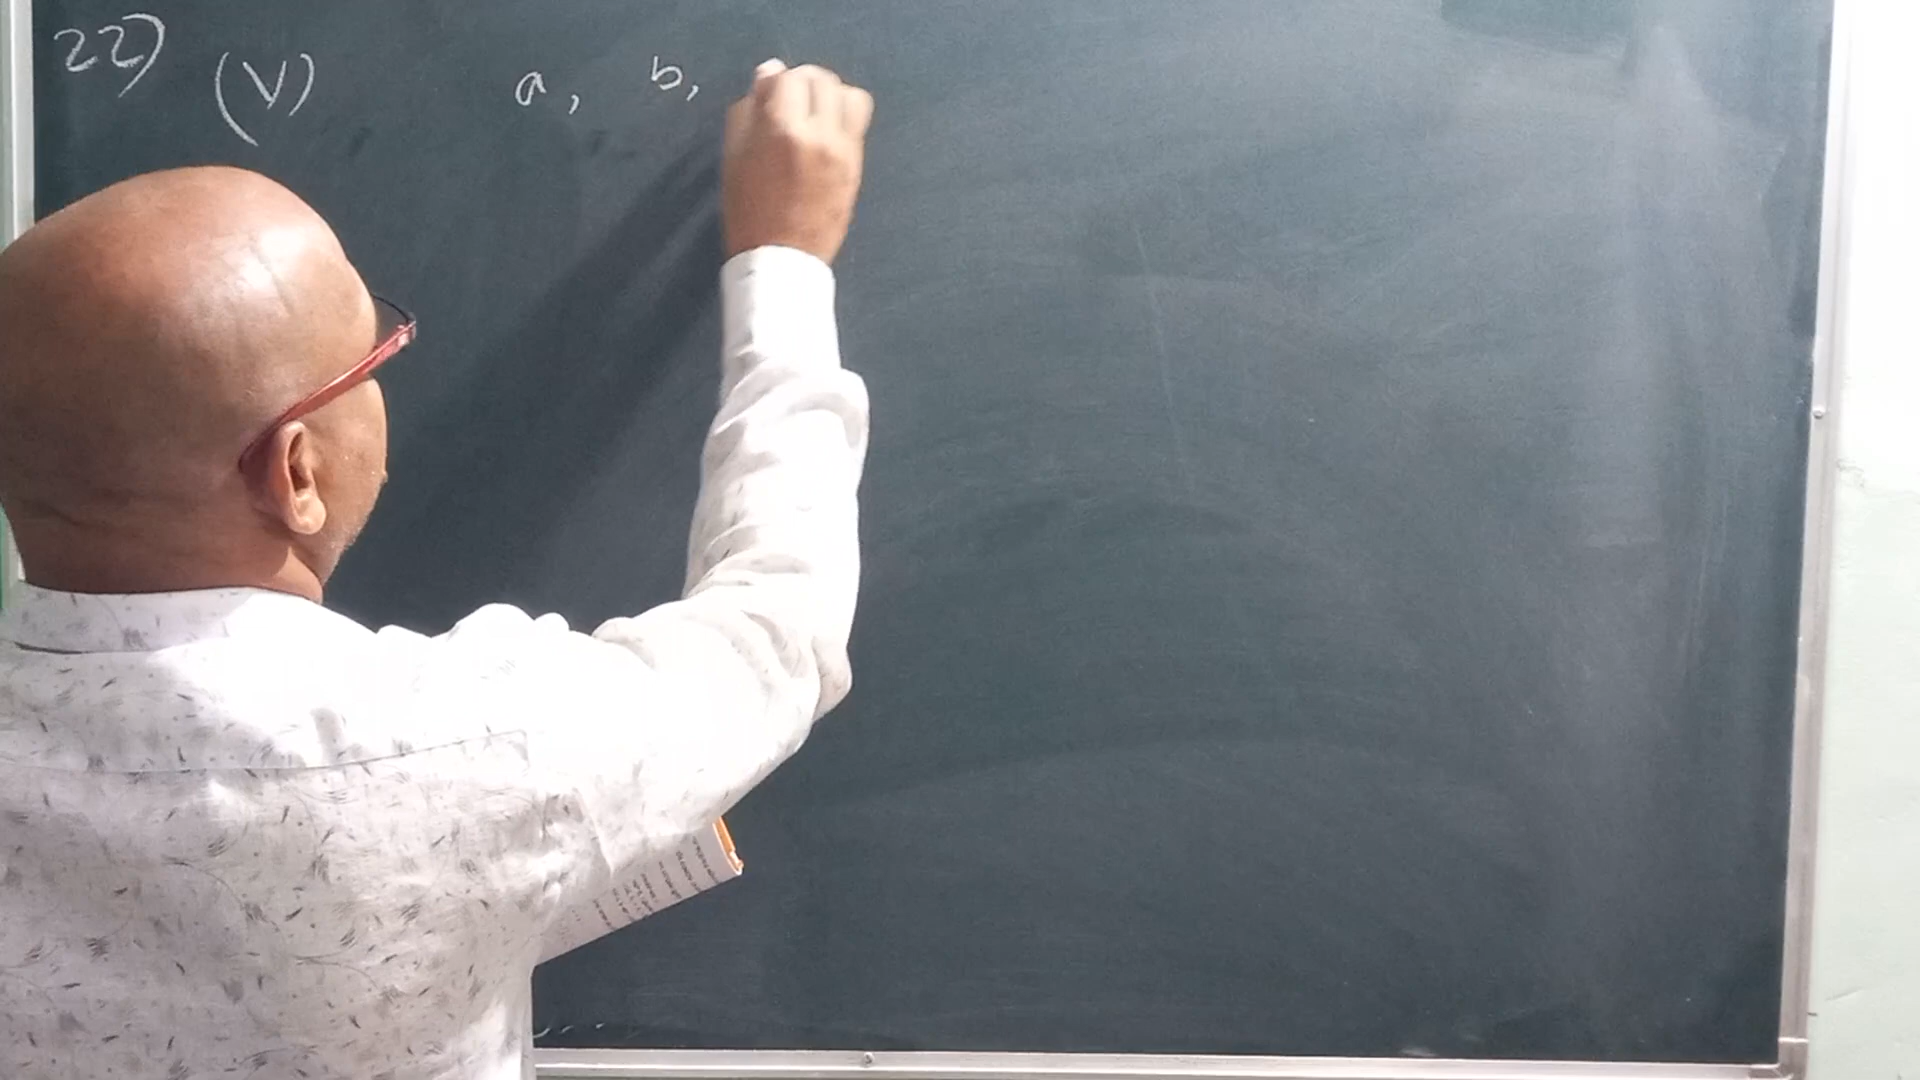 22) (V) a, b,